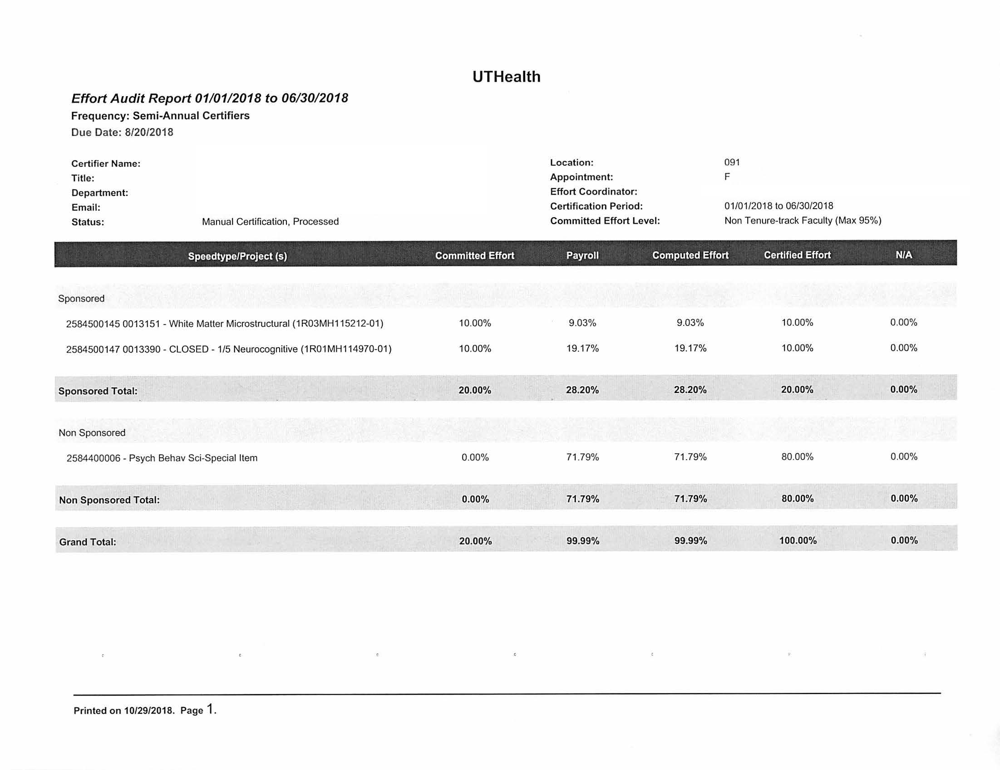 UTHealth
Effort Audit Report 01/01/2018 to 06/30/2018
Frequency: Semi-Annual Certifiers
Due Date: 8/20/2018
Certifier Name:
Title:
Department:
Email:
Status: Manual Certification, Processed
Location: 091
Appointment: F
Effort Coordinator:
Certification Period: 01/01/2018 to 06/30/2018
Committed Effort Level: Non Tenure-track Faculty (Max 95%)
Speedtype/Project (s) Committed Effort Payroll Computed Effort Certified Effort N/A
Sponsored
2584500145 0013151 - White Matter Microstructural (1R03MH115212-01) 10.00% 9.03% 9.03% 10.00% 0.00%
2584500147 0013390 - CLOSED - 1/5 Neurocognitive (1R01MH114970-01) 10.00% 19.17% 19.17% 10.00% 0.00%
Sponsored Total: 20.00% 28.20% 28.20% 20.00% 0.00%
Non Sponsored
2584400006 - Psych Behav Sci-Special Item 0.00% 71.79% 71.79% 80.00% 0.00%
Non Sponsored Total: 0.00% 71.79% 71.79% 80.00% 0.00%
Grand Total: 20.00% 99.99% 99.99% 100.00% 0.00%
Printed on 10/29/2018. Page 1.